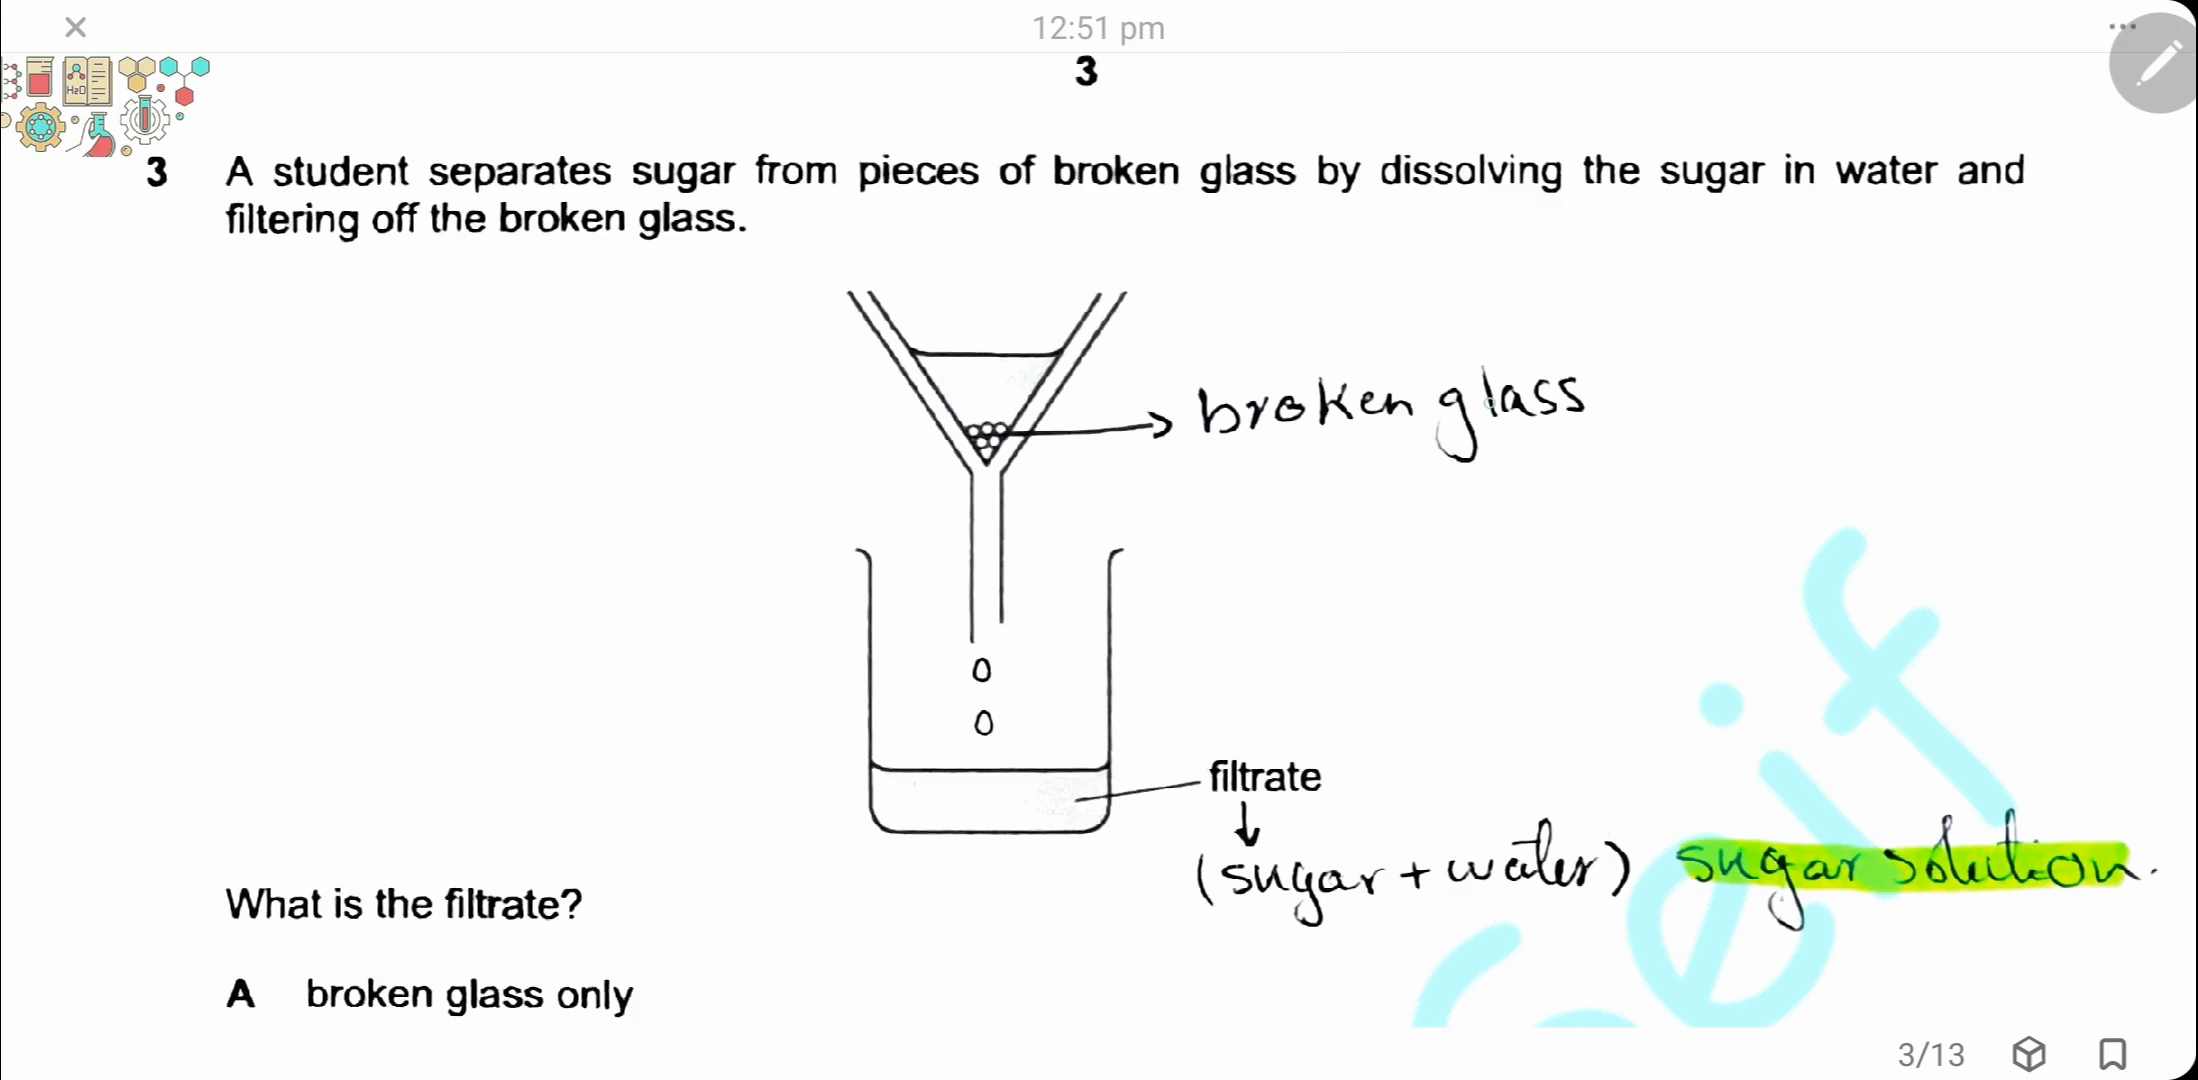 12:51 pm
3
H₂O
3 A student separates sugar from pieces of broken glass by dissolving the sugar in water and
filtering off the broken glass.
broken glass
filtrate
(sugar + water) sugar solution.
What is the filtrate?
A broken glass only
3/13